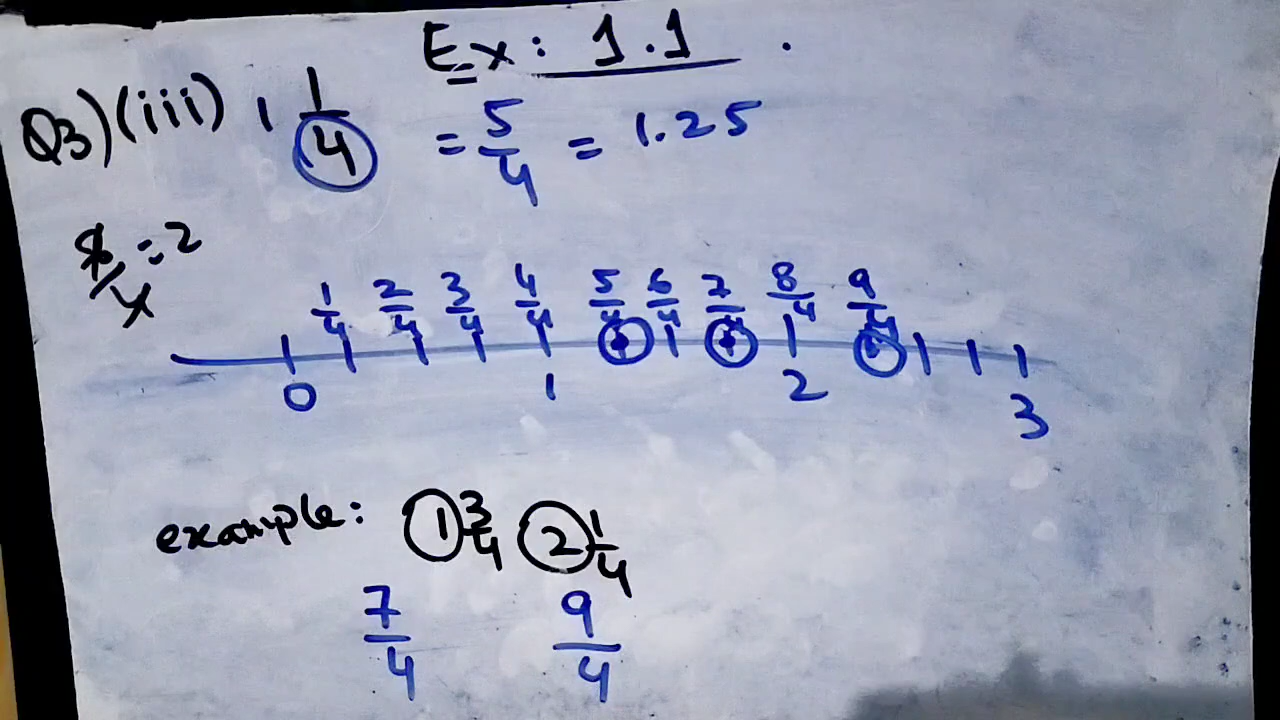 Ex: 1.1
Q3)(iii) 1 1/4 = 5/4 = 1.25
8/4 = 2
1/4 2/4 3/4 4/4 5/4 6/4 7/4 8/4 9/4
0 1 2 3
example: 1 3/4 2 1/4
7/4 9/4